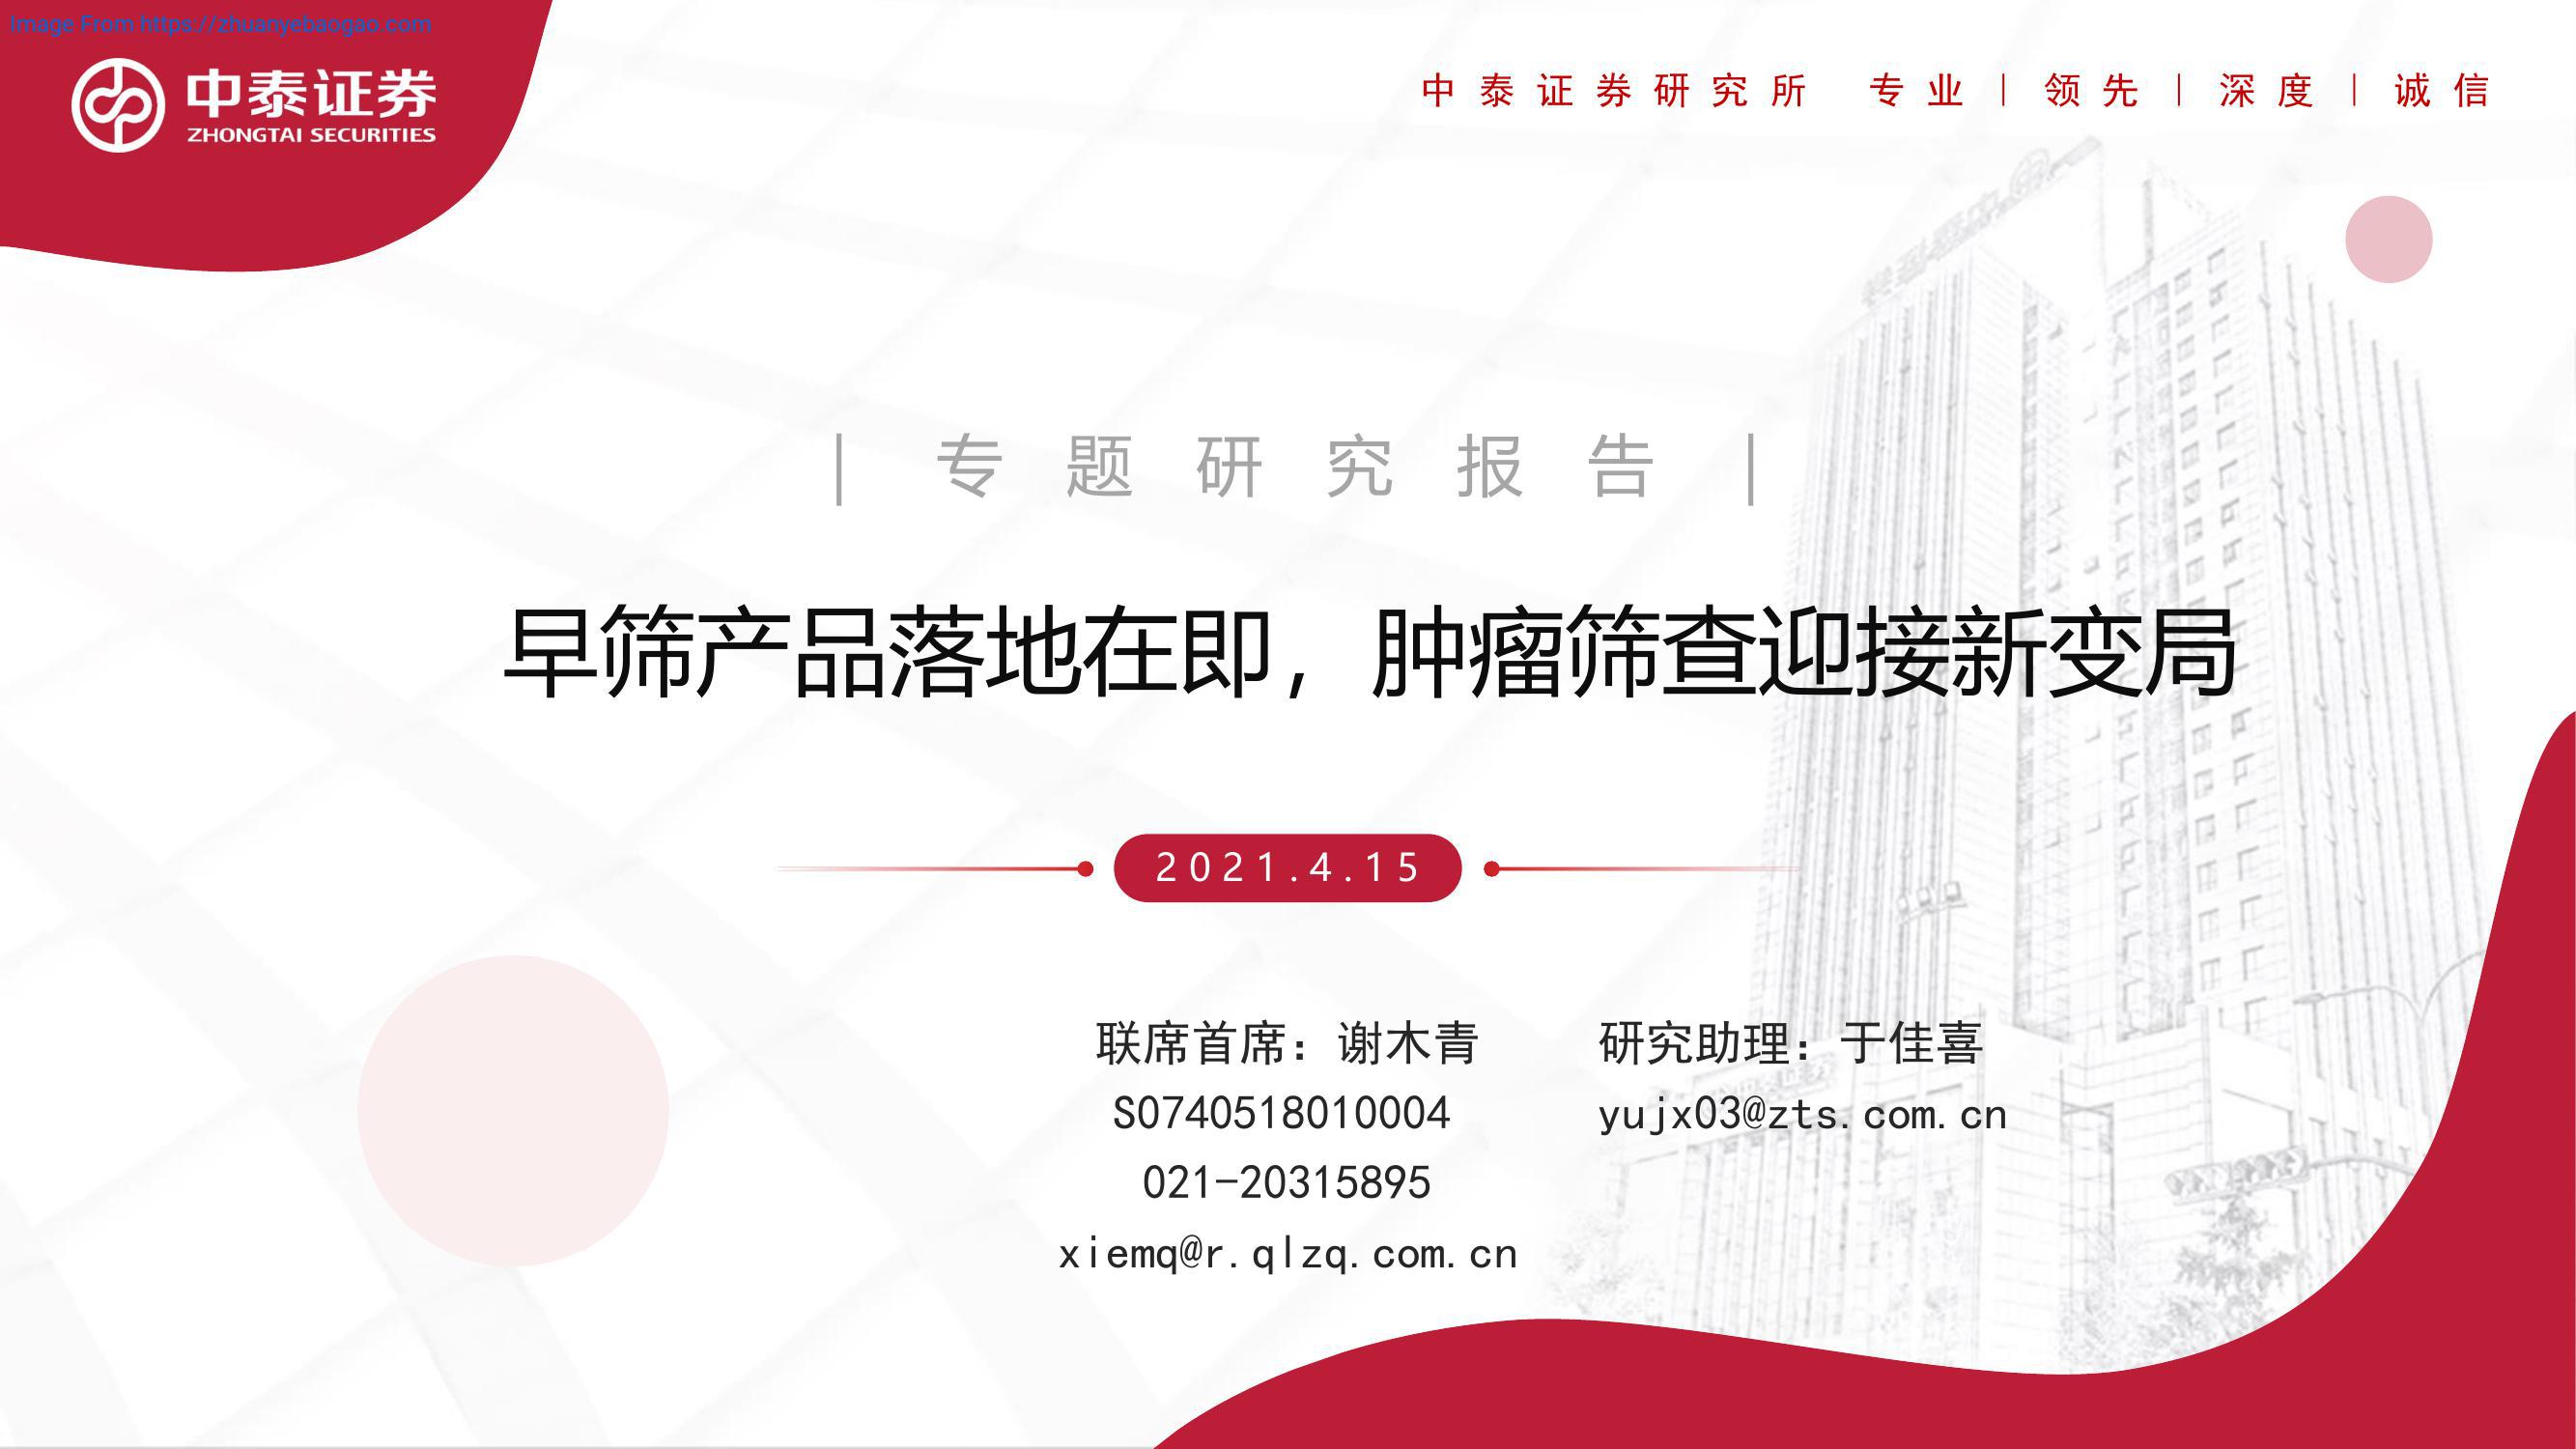 Image From https://zhuanyebaogao.com
中泰证券
ZHONGTAI SECURITIES
中泰证券研究所 专业|领先|深度|诚信
| 专题研究报告 |
早筛产品落地在即，肿瘤筛查迎接新变局
2021.4.15
联席首席：谢木青
S0740518010004
021-20315895
xiemq@r.qlzq.com.cn
研究助理：于佳喜
yujx03@zts.com.cn